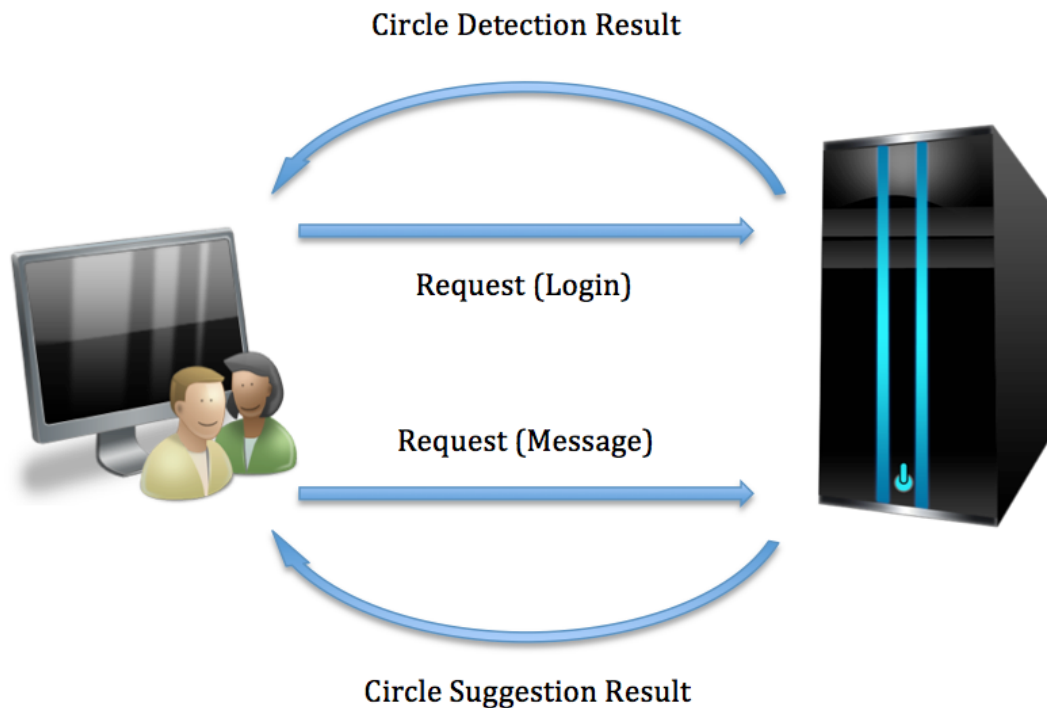 Circle Detection Result
Request (Login)
Request (Message)
Circle Suggestion Result